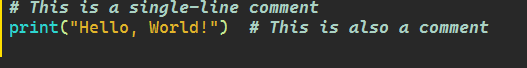 # This is a single-line comment
print("Hello, World!")  # This is also a comment